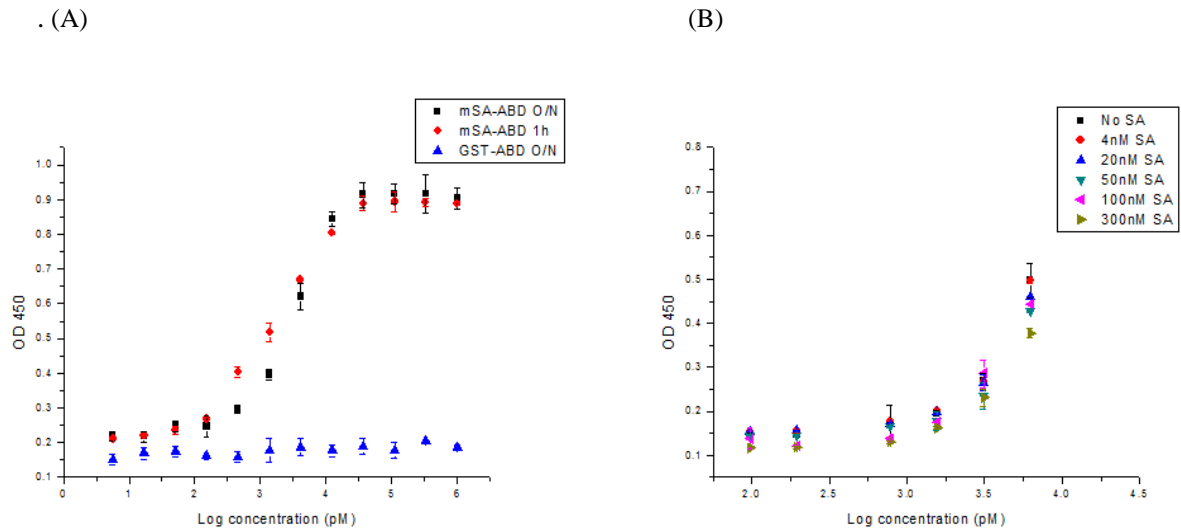 . (A)
(B)
mSA-ABD O/N
mSA-ABD 1h
GST-ABD O/N
1.0
0.9
0.8
0.7
0.6
0.5
0.4
0.3
0.2
0.1
OD 450
0 1 2 3 4 5 6
Log concentration (pM)
No SA
4nM SA
20nM SA
50nM SA
100nM SA
300nM SA
0.8
0.7
0.6
0.5
0.4
0.3
0.2
0.1
OD 450
2.0 2.5 3.0 3.5 4.0 4.5
Log concentration (pM)